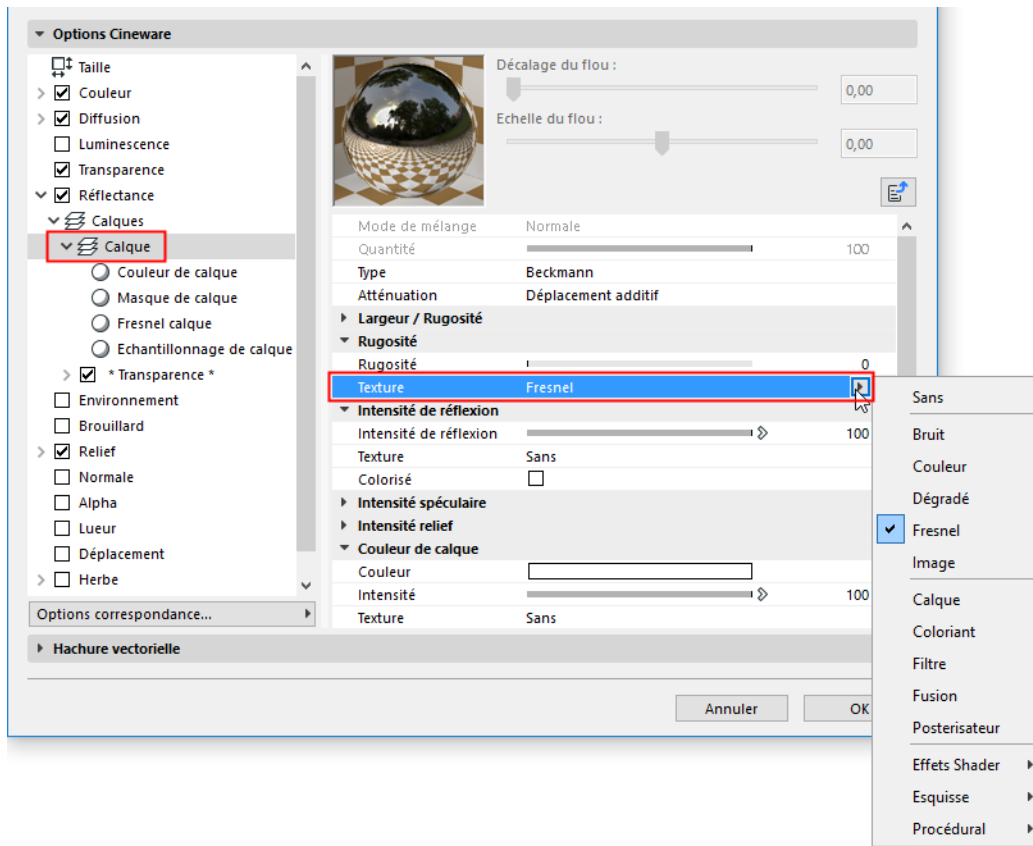 Options Cineware
Taille
Couleur
Diffusion
Luminescence
Transparence
Réflectance
Calques
Calque
Couleur de calque
Masque de calque
Fresnel calque
Echantillonnage de calque
* Transparence *
Environnement
Brouillard
Relief
Normale
Alpha
Lueur
Déplacement
Herbe
Options correspondance...
Décalage du flou :
0,00
Echelle du flou :
0,00
Mode de mélange Normale
Quantité 100
Type Beckmann
Atténuation Déplacement additif
Largeur / Rugosité
Rugosité
Rugosité 0
Texture Fresnel
Intensité de réflexion
Intensité de réflexion 100
Texture Sans
Colorisé
Intensité spéculaire
Intensité relief
Couleur de calque
Couleur
Intensité 100
Texture Sans
Hachure vectorielle
Annuler
OK
Sans
Bruit
Couleur
Dégradé
Fresnel
Image
Calque
Coloriant
Filtre
Fusion
Posterisateur
Effets Shader
Esquisse
Procédural